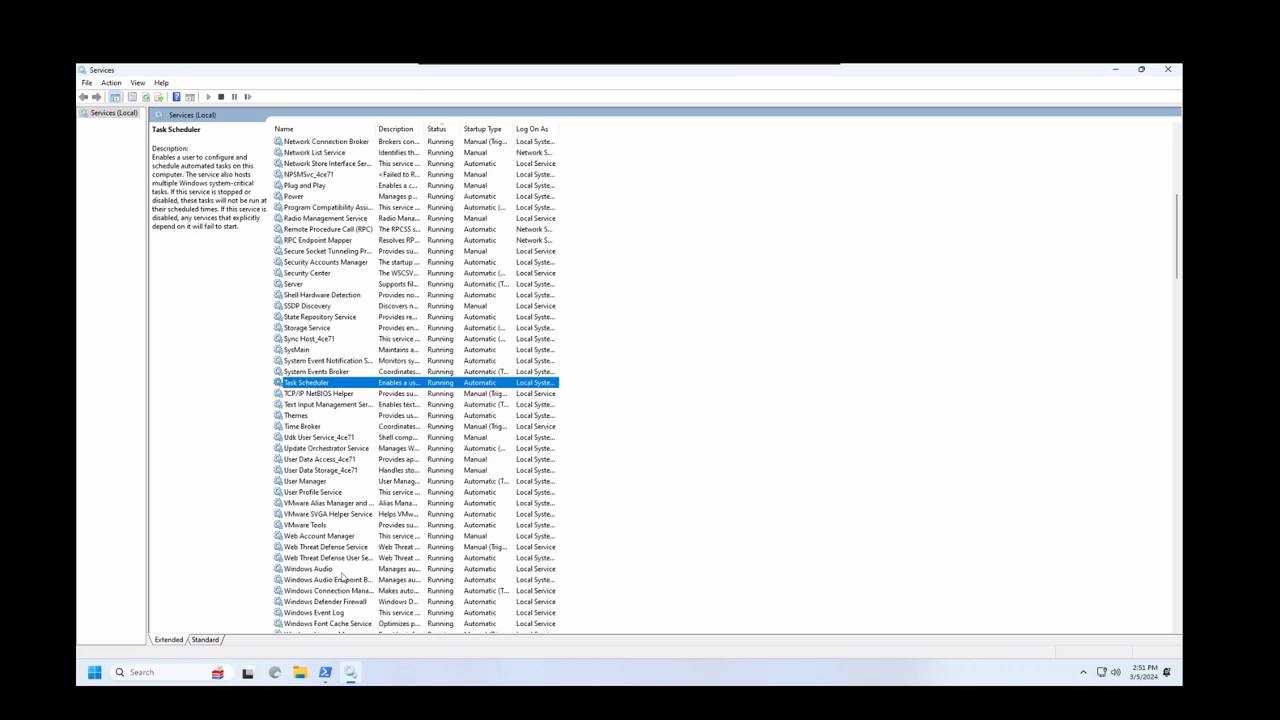 Services
File Action View Help
Services (Local)
Services (Local)
Task Scheduler
Description:
Enables a user to configure and
schedule automated tasks on this
computer. The service also hosts
multiple Windows system-critical
tasks. If this service is stopped or
disabled, these tasks will not be run at
their scheduled times. If this service is
disabled, any services that explicitly
depend on it will fail to start.
Name Description Status Startup Type Log On As
Network Connection Broker Brokers con... Running Manual (Trig... Local Syste...
Network List Service Identifies th... Running Manual Network S...
Network Store Interface Ser... This service ... Running Automatic Local Service
NPSMSvc_4ce71 <Failed to R... Running Manual Local Syste...
Plug and Play Enables a c... Running Manual Local Syste...
Power Manages p... Running Automatic Local Syste...
Program Compatibility Assi... This service ... Running Automatic (... Local Syste...
Radio Management Service Radio Mana... Running Manual Local Service
Remote Procedure Call (RPC) The RPCSS s... Running Automatic Network S...
RPC Endpoint Mapper Resolves RP... Running Automatic Network S...
Secure Socket Tunneling Pr... Provides su... Running Manual Local Service
Security Accounts Manager The startup ... Running Automatic Local Syste...
Security Center The WSCSV... Running Automatic (... Local Service
Server Supports fil... Running Automatic (T... Local Syste...
Shell Hardware Detection Provides no... Running Automatic Local Syste...
SSDP Discovery Discovers n... Running Manual Local Service
State Repository Service Provides re... Running Automatic Local Syste...
Storage Service Provides en... Running Automatic (... Local Syste...
Sync Host_4ce71 This service ... Running Automatic (... Local Syste...
SysMain Maintains a... Running Automatic Local Syste...
System Event Notification S... Monitors sy... Running Automatic Local Syste...
System Events Broker Coordinates... Running Automatic (T... Local Syste...
Task Scheduler Enables a us... Running Automatic Local Syste...
TCP/IP NetBIOS Helper Provides su... Running Manual (Trig... Local Service
Text Input Management Ser... Enables text... Running Automatic (T... Local Syste...
Themes Provides us... Running Automatic Local Syste...
Time Broker Coordinates... Running Manual (Trig... Local Service
Udk User Service_4ce71 Shell comp... Running Manual Local Syste...
Update Orchestrator Service Manages W... Running Automatic (... Local Syste...
User Data Access_4ce71 Provides ap... Running Manual Local Syste...
User Data Storage_4ce71 Handles sto... Running Manual Local Syste...
User Manager User Manag... Running Automatic (T... Local Syste...
User Profile Service This service ... Running Automatic Local Syste...
VMware Alias Manager and ... Alias Mana... Running Automatic Local Syste...
VMware SVGA Helper Service Helps VMw... Running Automatic Local Syste...
VMware Tools Provides su... Running Automatic Local Syste...
Web Account Manager This service ... Running Manual Local Syste...
Web Threat Defense Service Web Threat ... Running Manual (Trig... Local Service
Web Threat Defense User Se... Web Threat ... Running Automatic Local Syste...
Windows Audio Manages au... Running Automatic Local Service
Windows Audio Endpoint B... Manages au... Running Automatic Local Syste...
Windows Connection Mana... Makes auto... Running Automatic (T... Local Service
Windows Defender Firewall Windows D... Running Automatic Local Service
Windows Event Log This service ... Running Automatic Local Service
Windows Font Cache Service Optimizes p... Running Automatic Local Service
Extended Standard
Search
2:51 PM
3/5/2024